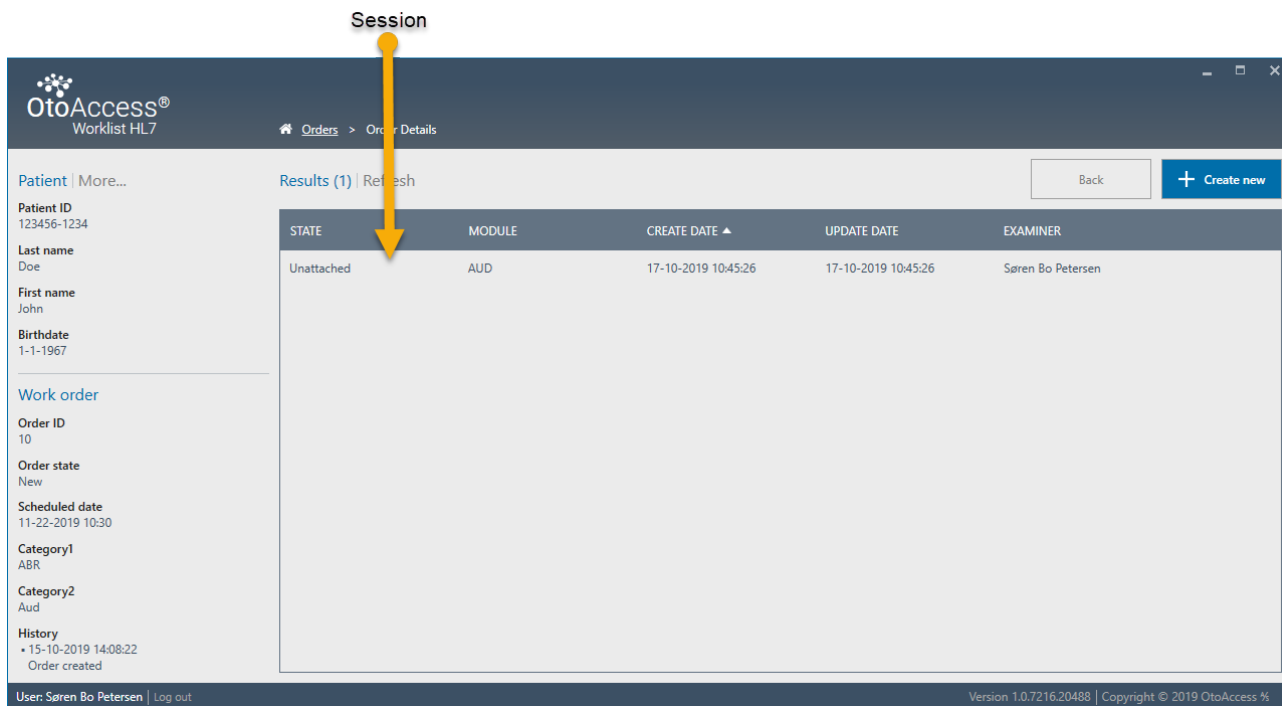 Session
OtoAccess®
Worklist HL7
Orders > Order Details
Patient | More...
Patient ID
123456-1234
Last name
Doe
First name
John
Birthdate
1-1-1967
Work order
Order ID
10
Order state
New
Scheduled date
11-22-2019 10:30
Category1
ABR
Category2
Aud
History
• 15-10-2019 14:08:22
Order created
Results (1) | Refresh
Back
+ Create new
STATE MODULE CREATE DATE ▲ UPDATE DATE EXAMINER
Unattached AUD 17-10-2019 10:45:26 17-10-2019 10:45:26 Søren Bo Petersen
User: Søren Bo Petersen | Log out
Version 1.0.7216.20488 | Copyright © 2019 OtoAccess